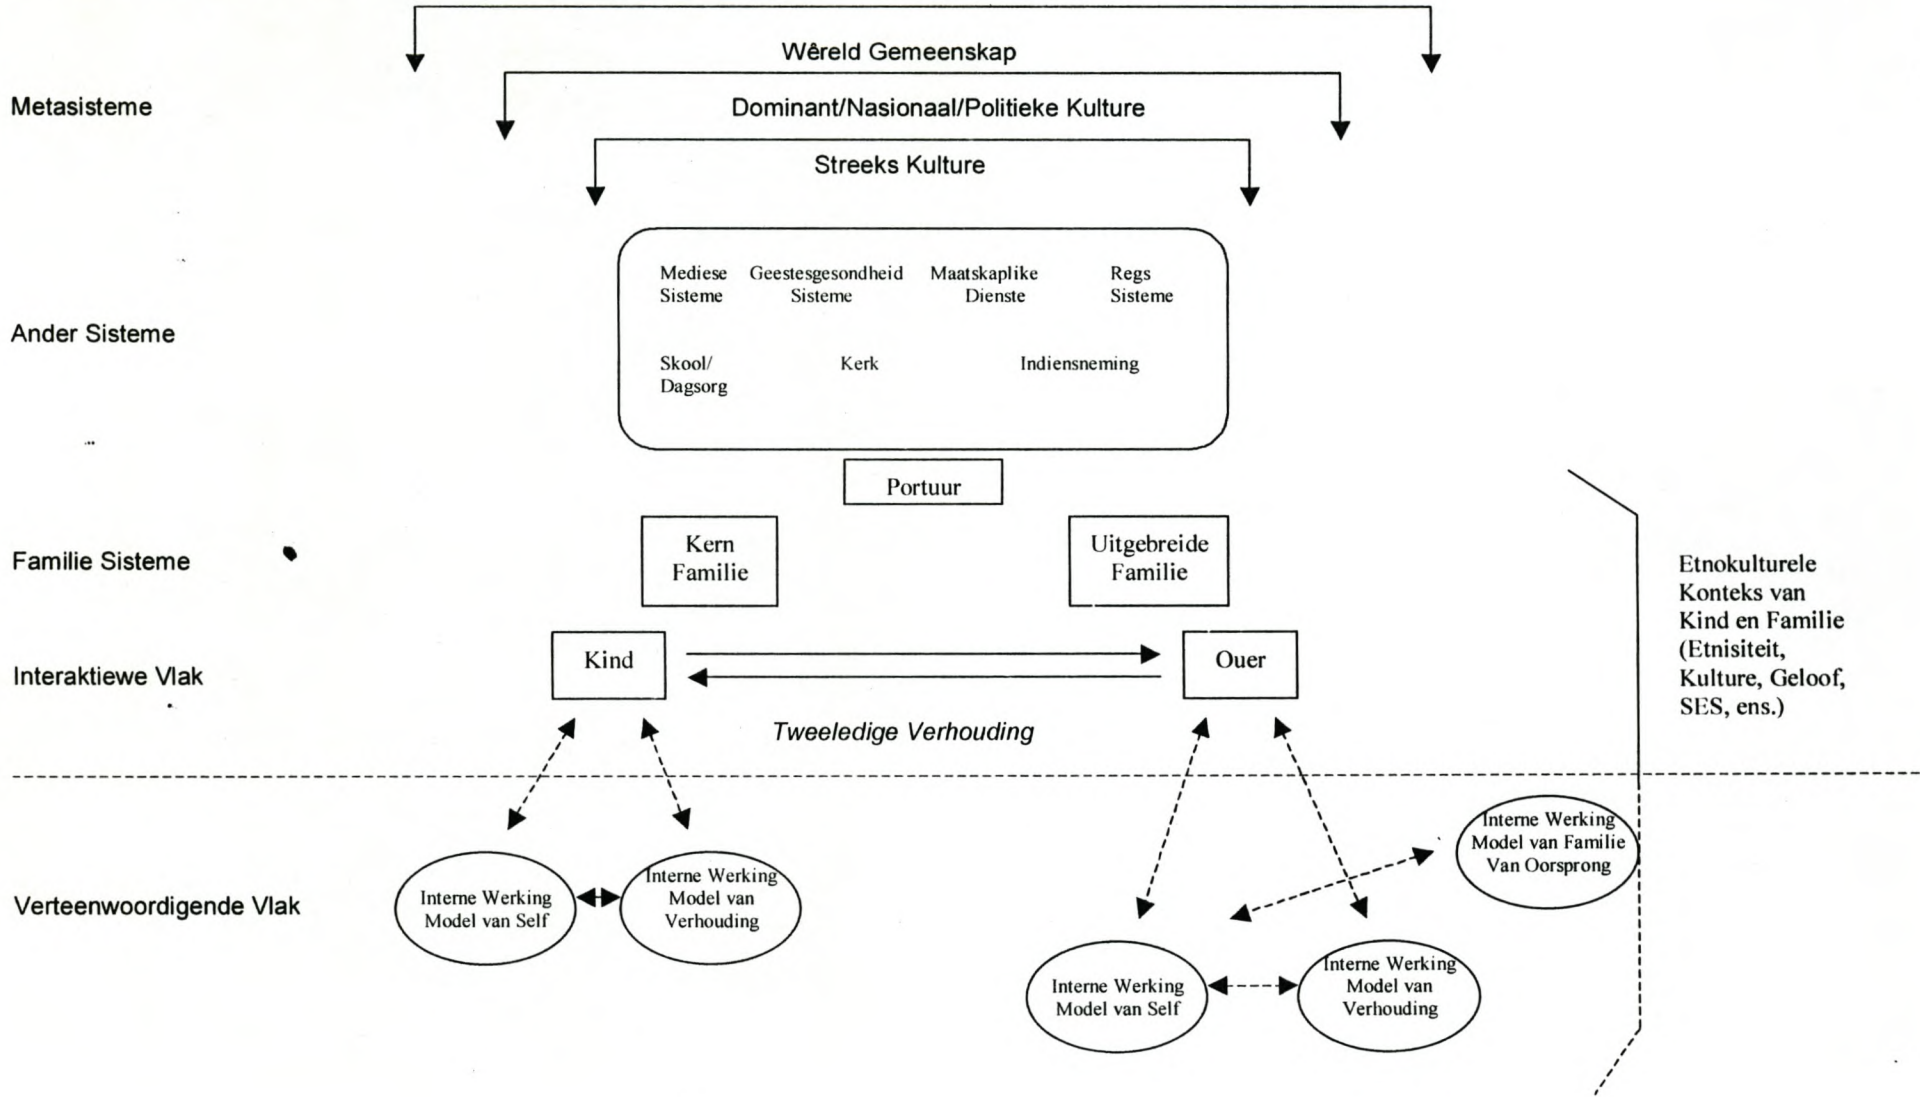 Wêreld Gemeenskap
Metasisteme
Dominant/Nasionaal/Politieke Kulture
Streeks Kulture
Mediese
Sisteme
Geestesgesondheid
Sisteme
Maatskaplike
Dienste
Regs
Sisteme
Ander Sisteme
Skool/
Dagsorg
Kerk
Indiensneming
Portuur
Familie Sisteme
Kern
Familie
Uitgebreide
Familie
Etnokulturele
Konteks van
Kind en Familie
(Etnisiteit,
Kulture, Geloof,
SES, ens.)
Interaktiewe Vlak
Kind
Ouer
Tweeledige Verhouding
Verteenwoordigende Vlak
Interne Werking
Model van Self
Interne Werking
Model van
Verhouding
Interne Werking
Model van Familie
Van Oorsprong
Interne Werking
Model van Self
Interne Werking
Model van
Verhouding